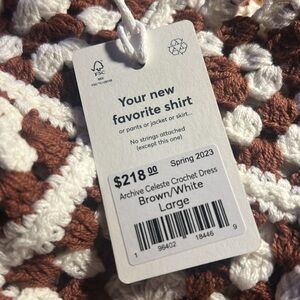 FSC
Your new
favorite shirt
or pants or jacket or skirt...
No strings attached
(except this one)
$218.00
Spring 2023
Archive Celeste Crochet Dress
Brown/White
Large
1 96402 18446 9